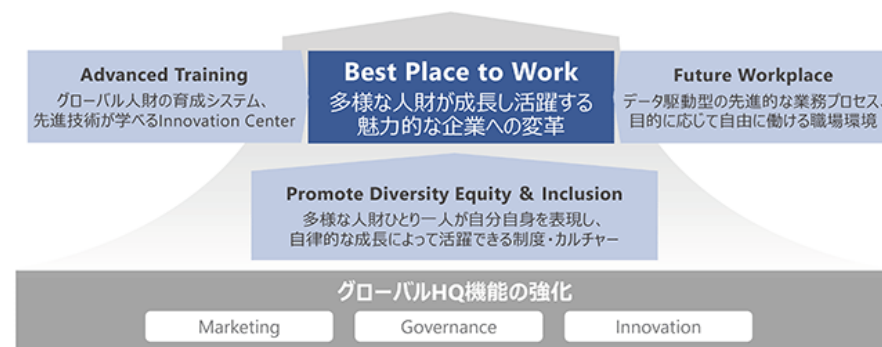 Advanced Training
グローバル人財の育成システム、
先進技術が学べるInnovation Center
Best Place to Work
多様な人財が成長し活躍する
魅力的な企業への変革
Future Workplace
データ駆動型の先進的な業務プロセス、
目的に応じて自由に働ける職場環境
Promote Diversity Equity & Inclusion
多様な人財ひとり一人が自分自身を表現し、
自律的な成長によって活躍できる制度・カルチャー
グローバルHQ機能の強化
Marketing
Governance
Innovation